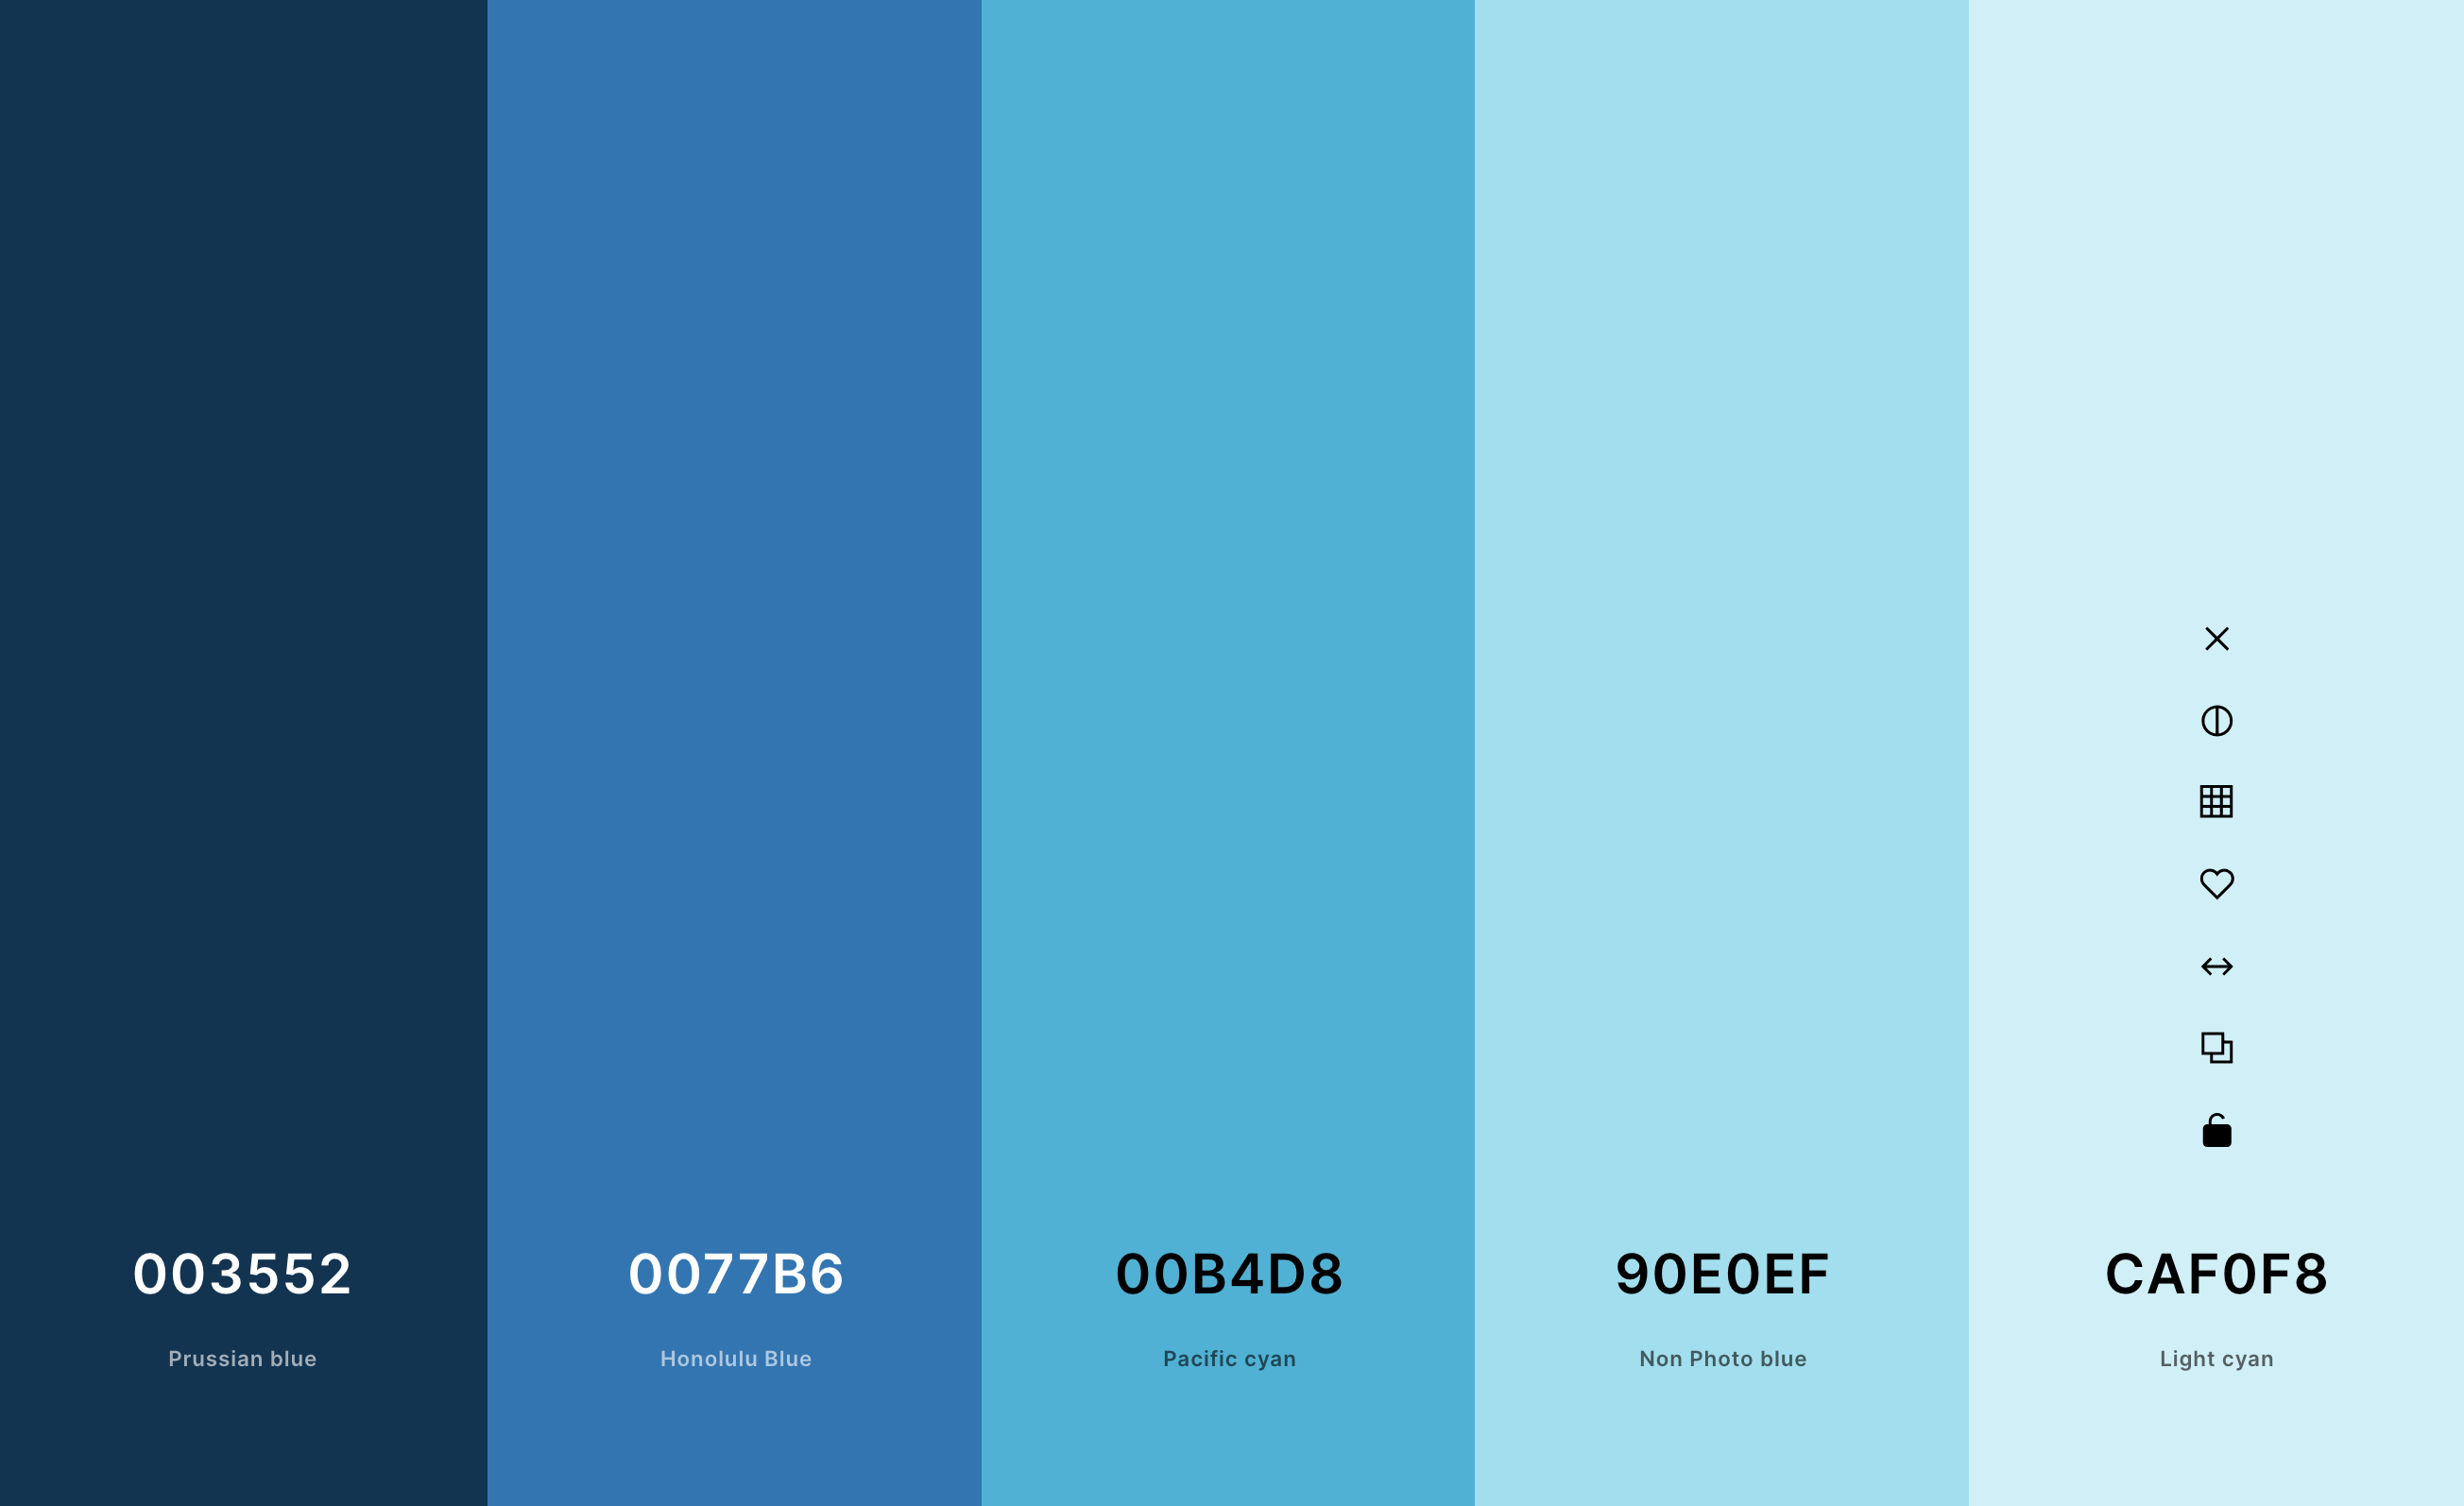 003552
Prussian blue
0077B6
Honolulu Blue
00B4D8
Pacific cyan
90E0EF
Non Photo blue
CAF0F8
Light cyan